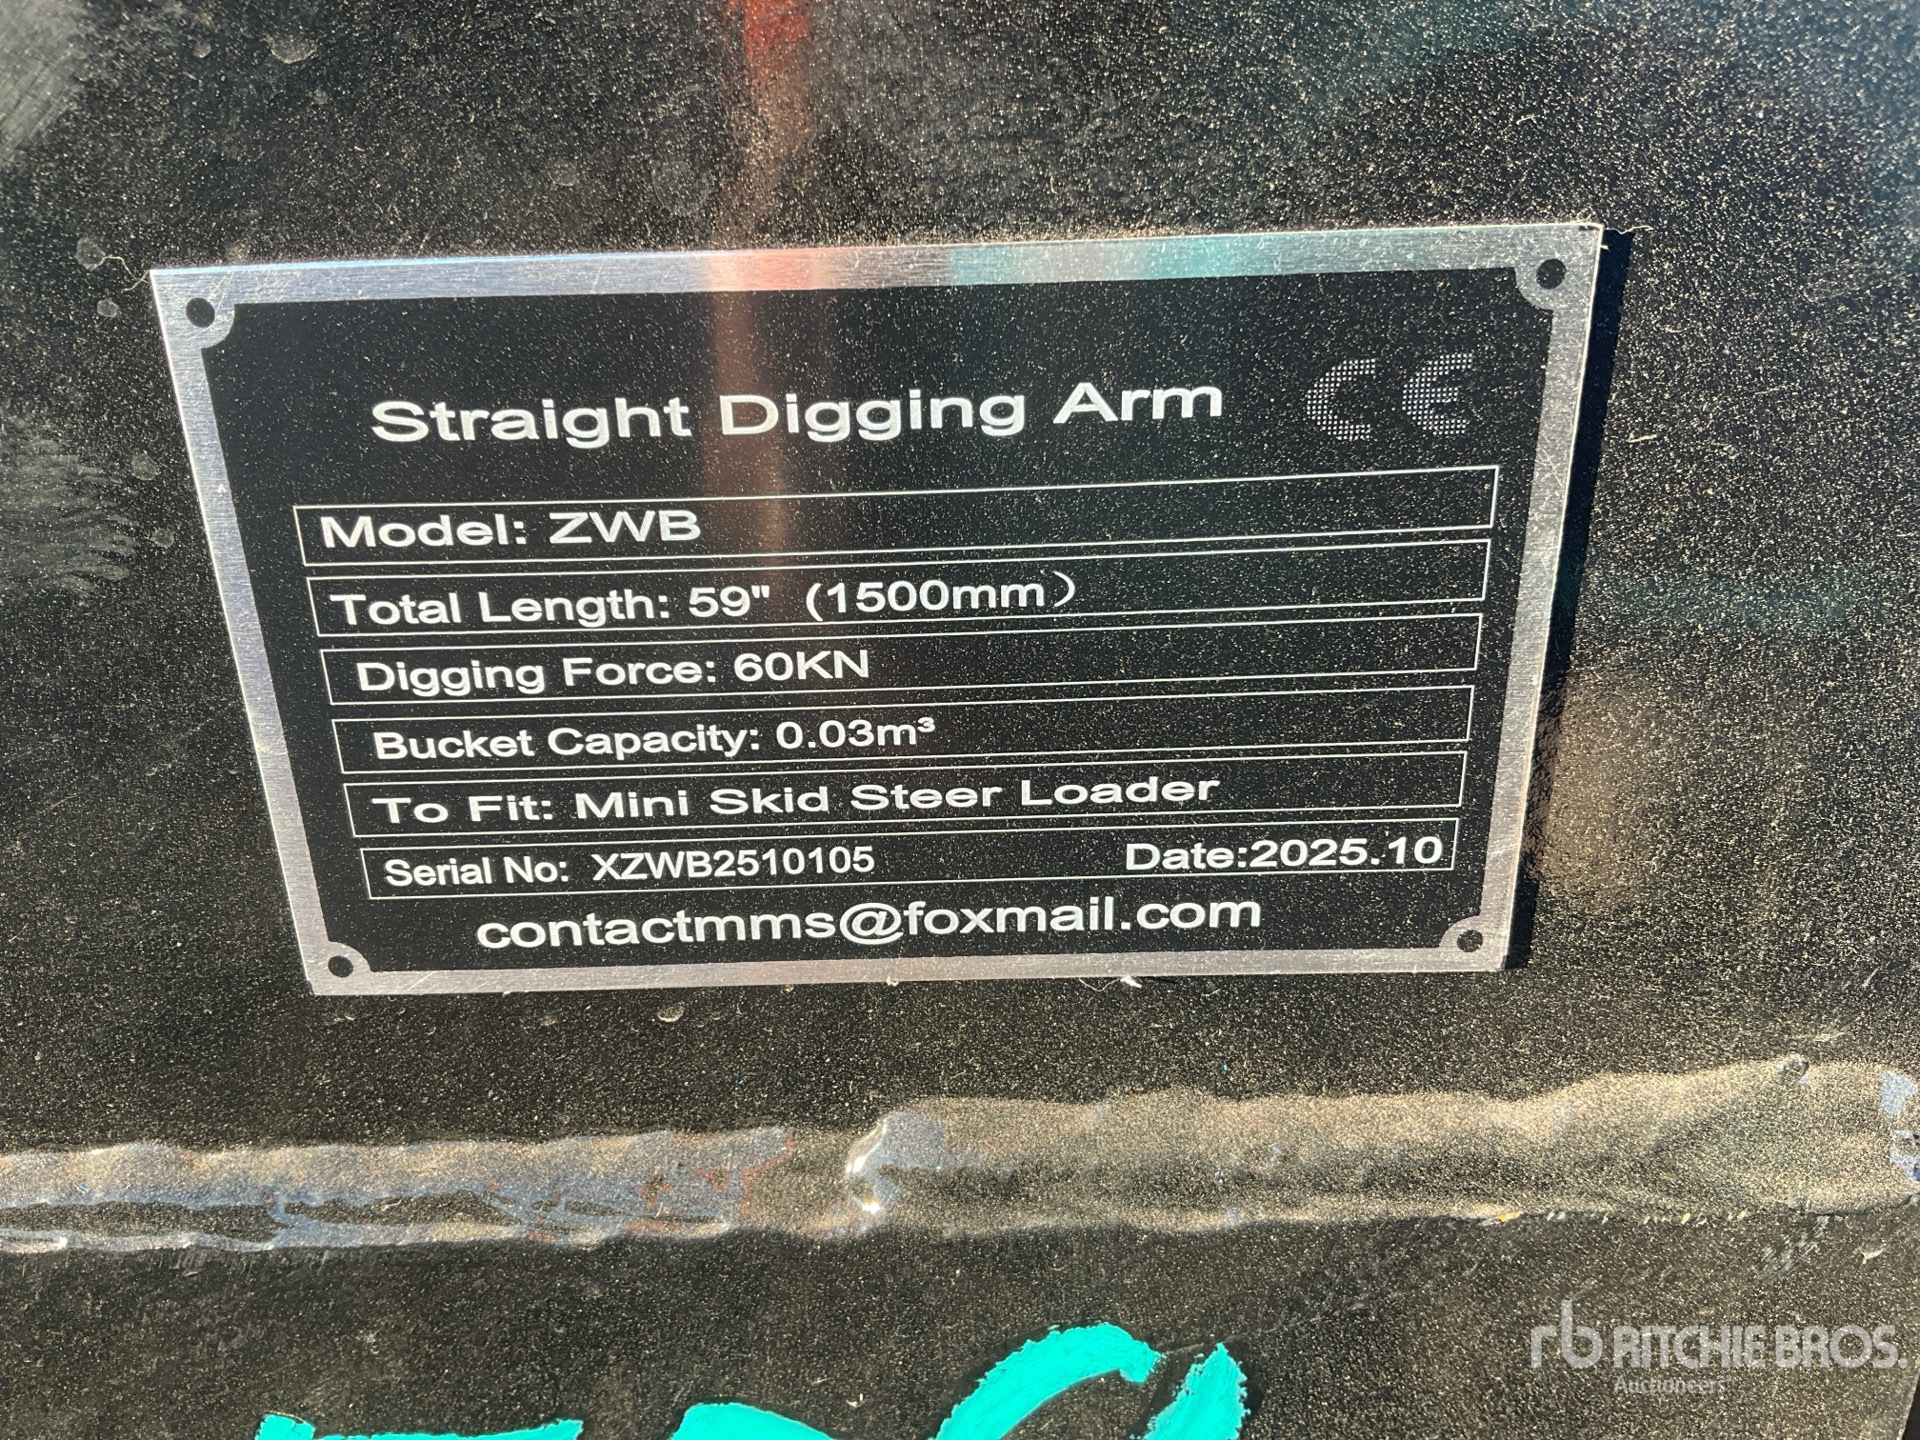 Straight Digging Arm CE
Model: ZWB
Total Length: 59" (1500mm)
Digging Force: 60KN
Bucket Capacity: 0.03m³
To Fit: Mini Skid Steer Loader
Serial No: XZWB2510105 Date:2025.10
contactmms@foxmail.com
rb RITCHIE BROS.
Auctioneers